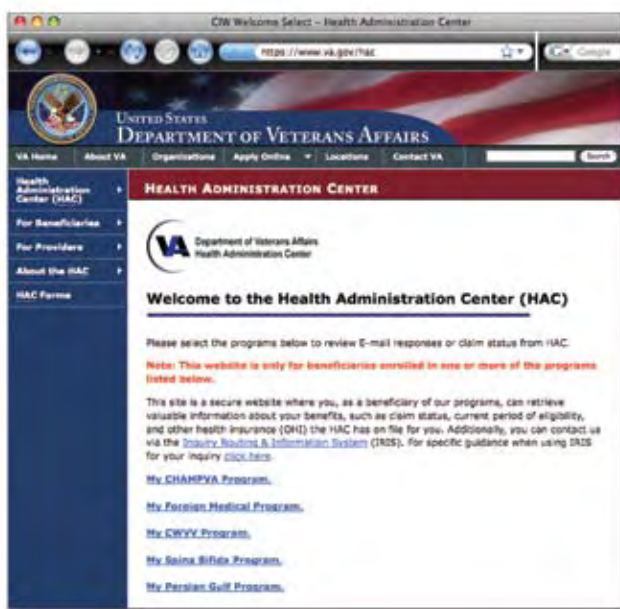 CIW Welcome Select – Health Administration Center
https://www.va.gov/hac
Google
UNITED STATES
DEPARTMENT OF VETERANS AFFAIRS
VA Home About VA Organizations Apply Online Locations Contact VA Search
Health
Administration
Center (HAC)
For Beneficiaries
For Providers
About the HAC
HAC Forms
HEALTH ADMINISTRATION CENTER
VA
Department of Veterans Affairs
Health Administration Center
Welcome to the Health Administration Center (HAC)
Please select the programs below to review E-mail responses or claim status from HAC.
Note: This website is only for beneficiaries enrolled in one or more of the programs
listed below.
This site is a secure website where you, as a beneficiary of our programs, can retrieve
valuable information about your benefits, such as claim status, current period of eligibility,
and other health insurance (OHI) the HAC has on file for you. Additionally, you can contact us
via the Inquiry Routing & Information System (IRIS). For specific guidance when using IRIS
for your inquiry click here.
My CHAMPVA Program.
My Foreign Medical Program.
My CWVV Program.
My Spina Bifida Program.
My Persian Gulf Program.